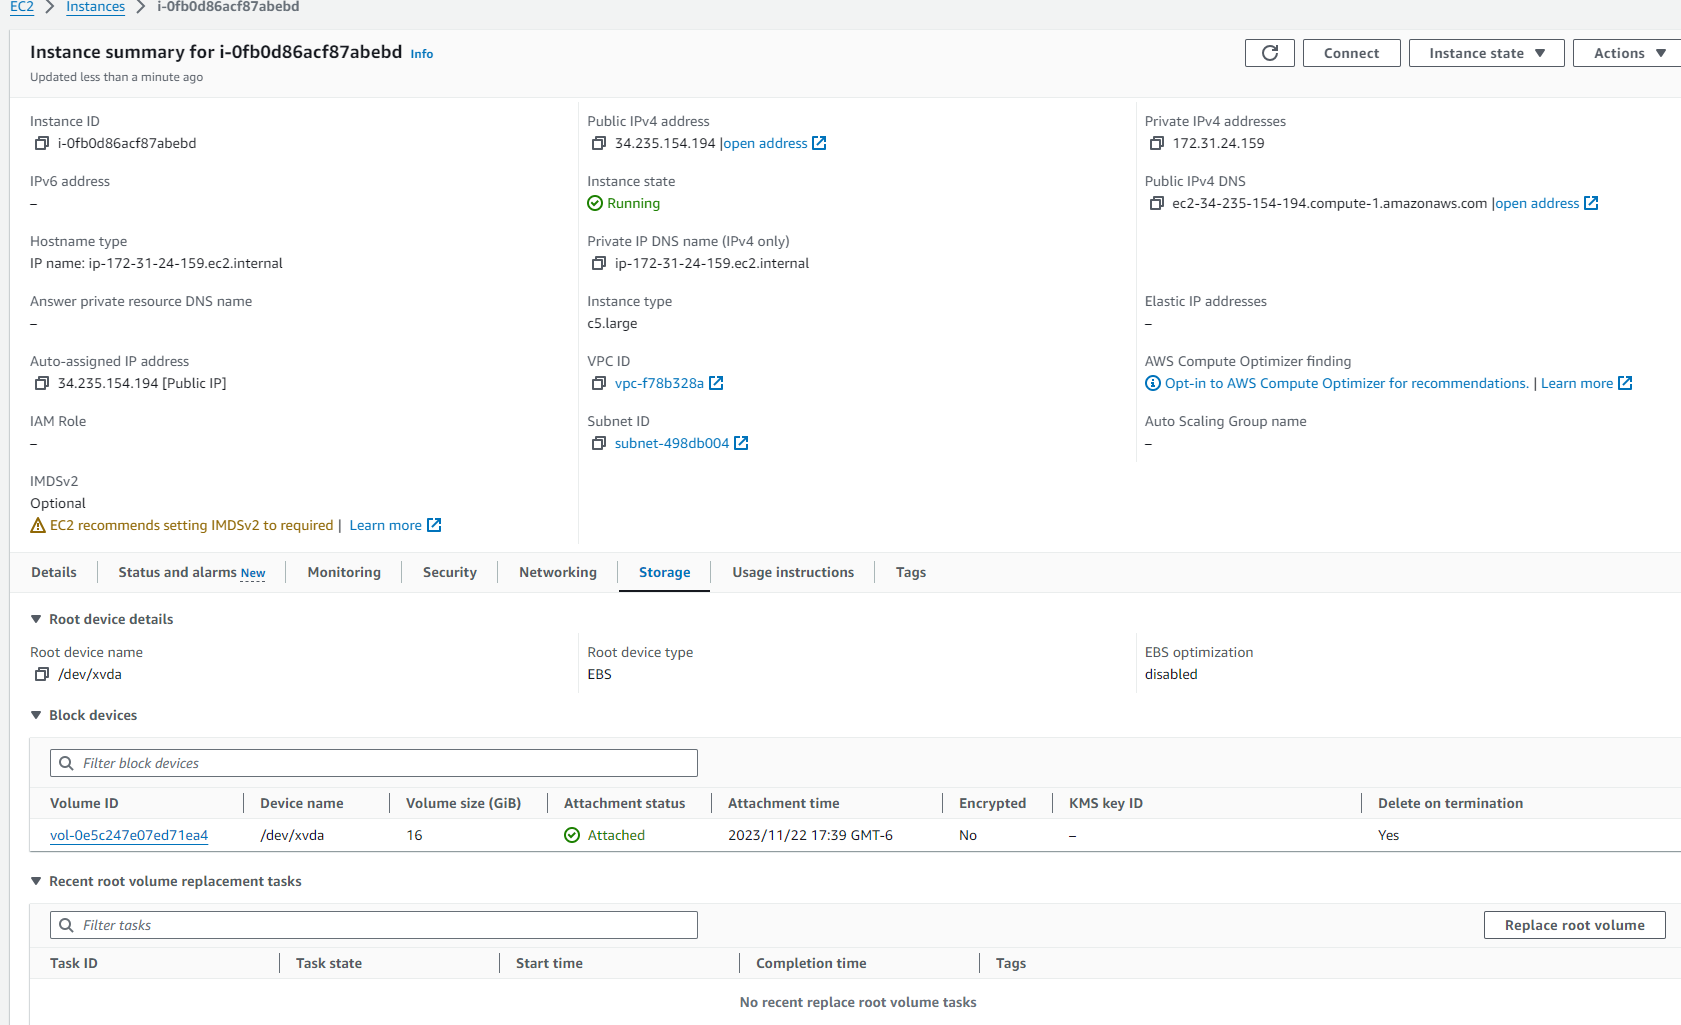 EC2 > Instances > i-0fb0d86acf87abebd
Instance summary for i-0fb0d86acf87abebd Info
Updated less than a minute ago
Connect
Instance state
Actions
Instance ID
i-0fb0d86acf87abebd
Public IPv4 address
34.235.154.194 |open address
Private IPv4 addresses
172.31.24.159
IPv6 address
–
Instance state
Running
Public IPv4 DNS
ec2-34-235-154-194.compute-1.amazonaws.com |open address
Hostname type
IP name: ip-172-31-24-159.ec2.internal
Private IP DNS name (IPv4 only)
ip-172-31-24-159.ec2.internal
Answer private resource DNS name
–
Instance type
c5.large
Elastic IP addresses
–
Auto-assigned IP address
34.235.154.194 [Public IP]
VPC ID
vpc-f78b328a
AWS Compute Optimizer finding
Opt-in to AWS Compute Optimizer for recommendations. | Learn more
IAM Role
–
Subnet ID
subnet-498db004
Auto Scaling Group name
–
IMDSv2
Optional
EC2 recommends setting IMDSv2 to required | Learn more
Details
Status and alarms New
Monitoring
Security
Networking
Storage
Usage instructions
Tags
Root device details
Root device name
/dev/xvda
Root device type
EBS
EBS optimization
disabled
Block devices
Filter block devices
Volume ID Device name Volume size (GiB) Attachment status Attachment time Encrypted KMS key ID Delete on termination
vol-0e5c247e07ed71ea4 /dev/xvda 16 Attached 2023/11/22 17:39 GMT-6 No – Yes
Recent root volume replacement tasks
Filter tasks
Replace root volume
Task ID Task state Start time Completion time Tags
No recent replace root volume tasks